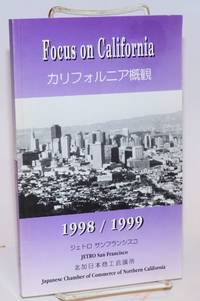 Focus on California
カリフォルニア概観
1998 / 1999
ジェトロ サンフランシスコ
JETRO San Francisco
北加日本商工会議所
Japanese Chamber of Commerce of Northern California